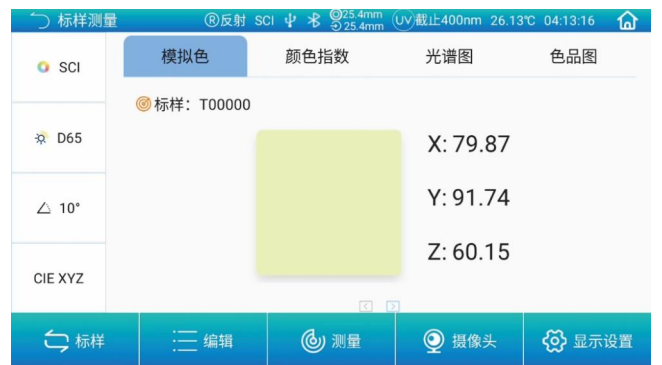 标样测量 Ⓡ反射 SCI ◎25.4mm UV截止400nm 26.13℃ 04:13:16
25.4mm
SCI 模拟色 颜色指数 光谱图 色品图
标样：T00000
D65 X: 79.87
10° Y: 91.74
Z: 60.15
CIE XYZ
标样 编辑 测量 摄像头 显示设置